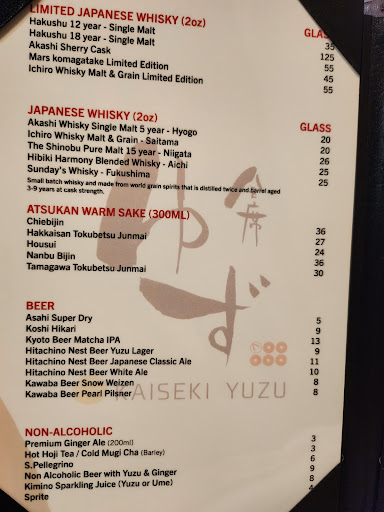 LIMITED JAPANESE WHISKY (2oz) GLASS
Hakushu 12 year - Single Malt 35
Hakushu 18 year - Single Malt 125
Akashi Sherry Cask 55
Mars komagatake Limited Edition 45
Ichiro Whisky Malt & Grain Limited Edition 55
JAPANESE WHISKY (2oz) GLASS
Akashi Whisky Single Malt 5 year - Hyogo 20
Ichiro Whisky Malt & Grain - Saitama 20
The Shinobu Pure Malt 15 year - Niigata 26
Hibiki Harmony Blended Whisky - Aichi 25
Sunday's Whisky - Fukushima 25
Small batch whisky and made from world grain spirits that is distilled twice and barrel aged
3-9 years at cask strength.
ATSUKAN WARM SAKE (300ML)
Chiebijin 36
Hakkaisan Tokubetsu Junmai 27
Housui 24
Nanbu Bijin 36
Tamagawa Tokubetsu Junmai 30
ゆず
BEER
Asahi Super Dry 5
Koshi Hikari 9
Kyoto Beer Matcha IPA 13
Hitachino Nest Beer Yuzu Lager 9
Hitachino Nest Beer Japanese Classic Ale 11
Hitachino Nest Beer White Ale 10
Kawaba Beer Snow Weizen 8
Kawaba Beer Pearl Pilsner 8
KAISEKI YUZU
NON-ALCOHOLIC
Premium Ginger Ale (200ml) 3
Hot Hoji Tea / Cold Mugi Cha (Barley) 3
S.Pellegrino 6
Non Alcoholic Beer with Yuzu & Ginger 9
Kimino Sparkling Juice (Yuzu or Ume) 8
Sprite